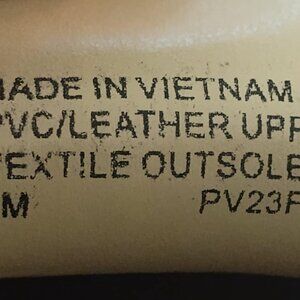 MADE IN VIETNAM
PVC/LEATHER UPP
TEXTILE OUTSOLE
M PV23F